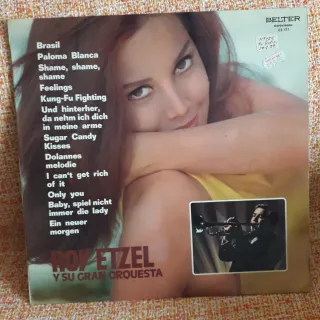 BELTER
Brasil
Paloma Blanca
Shame, shame,
shame
Feelings
Kung-Fu Fighting
Und hinterher,
da nehm ich dich
in meine arme
Sugar Candy
Kisses
Dolannes
melodie
I can't get rich
of it
Only you
Baby, spiel nicht
immer die lady
Ein neuer
morgen
ROY ETZEL
Y SU GRAN ORQUESTA